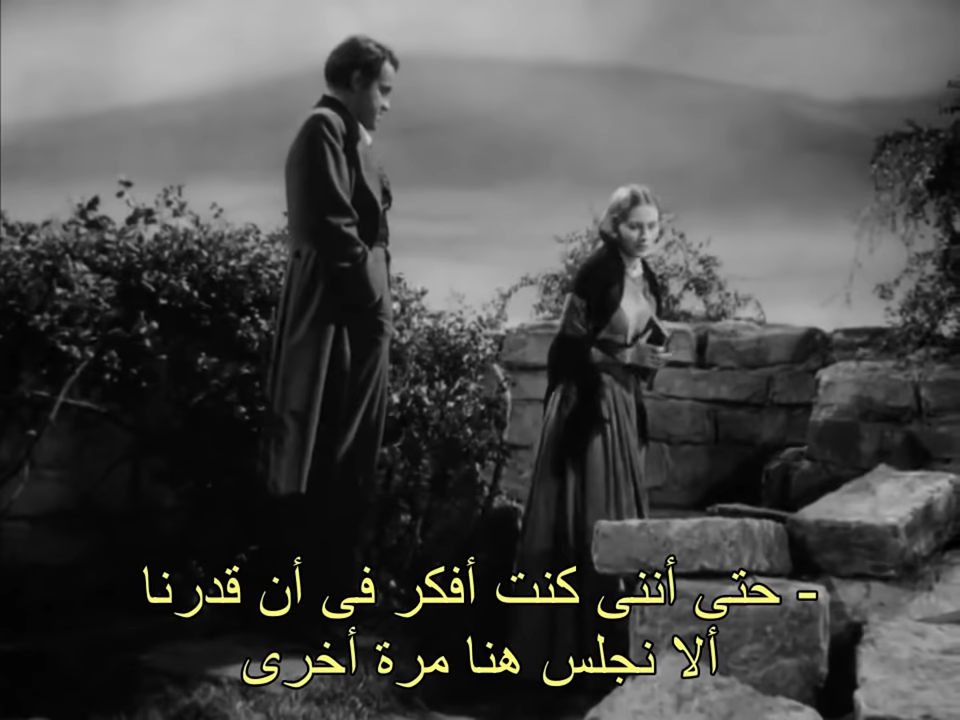 - حتى أننى كنت أفكر فى أن قدرنا
ألا نجلس هنا مرة أخرى